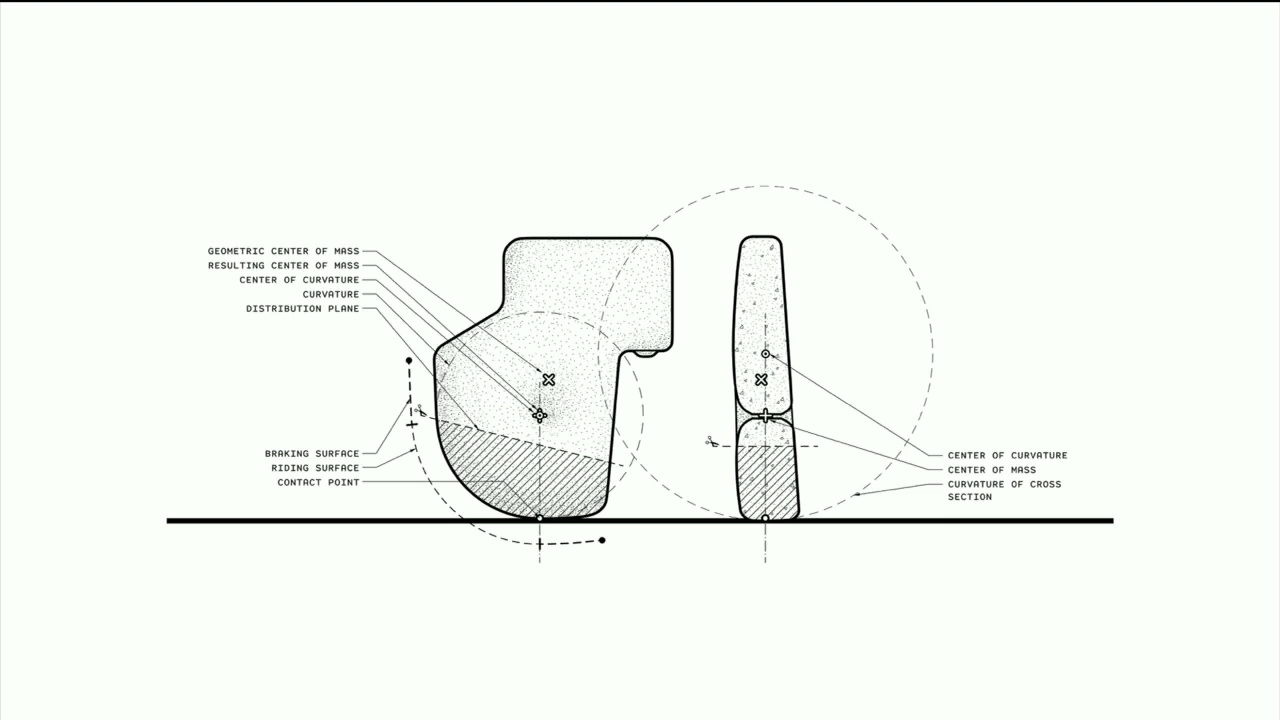 GEOMETRIC CENTER OF MASS
RESULTING CENTER OF MASS
CENTER OF CURVATURE
CURVATURE
DISTRIBUTION PLANE
BRAKING SURFACE
RIDING SURFACE
CONTACT POINT
CENTER OF CURVATURE
CENTER OF MASS
CURVATURE OF CROSS
SECTION